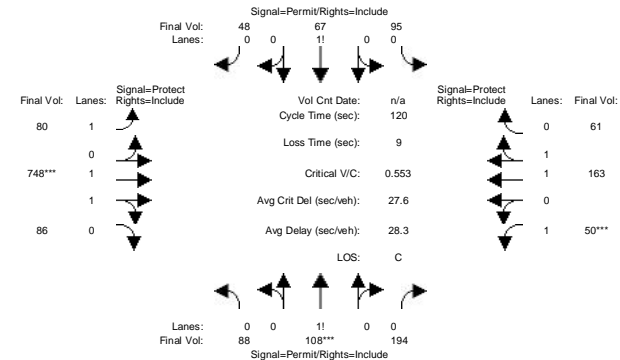 Signal=Permit/Rights=Include
Final Vol: 48 67 95
Lanes: 0 0 1! 0 0
Signal=Protect
Final Vol: Lanes: Rights=Include
Vol Cnt Date: n/a
Signal=Protect
Rights=Include Lanes: Final Vol:
Cycle Time (sec): 120
80 1
0 61
Loss Time (sec): 9
0
1
748*** 1
Critical V/C: 0.553
1 163
1
Avg Crit Del (sec/veh): 27.6
0
86 0
Avg Delay (sec/veh): 28.3
1 50***
LOS: C
Lanes: 0 0 1! 0 0
Final Vol: 88 108*** 194
Signal=Permit/Rights=Include